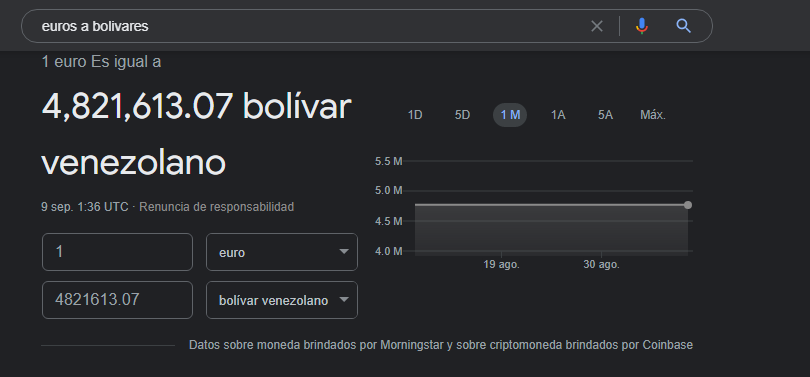 euros a bolivares
1 euro Es igual a
4,821,613.07 bolívar
venezolano
9 sep. 1:36 UTC · Renuncia de responsabilidad
1
euro
4821613.07
bolívar venezolano
1D 5D 1 M 1A 5A Máx.
5.5 M
5.0 M
4.5 M
4.0 M
19 ago. 30 ago.
Datos sobre moneda brindados por Morningstar y sobre criptomoneda brindados por Coinbase